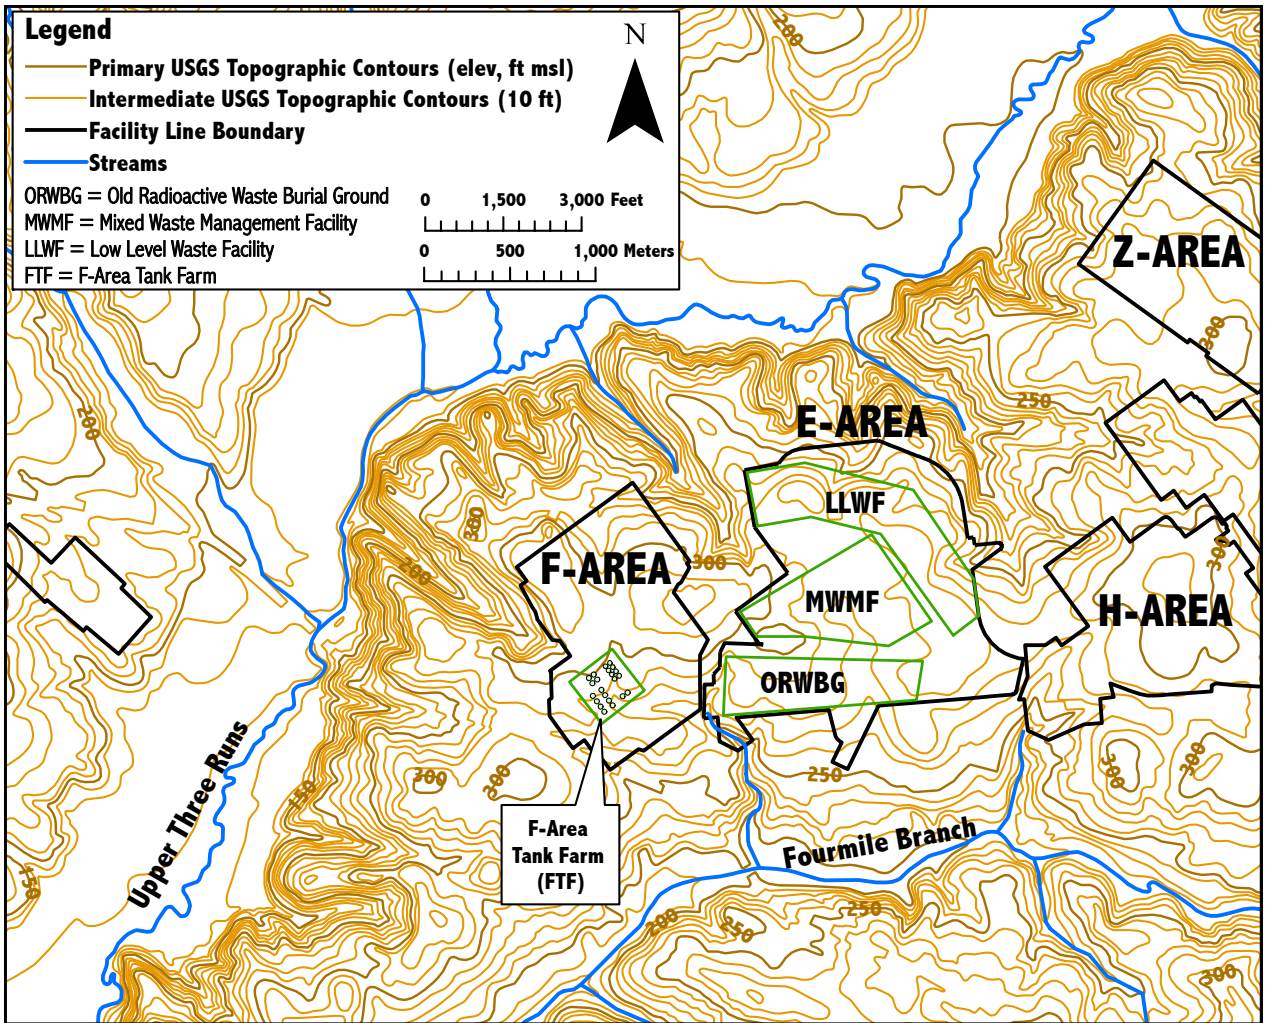 Legend
N
Primary USGS Topographic Contours (elev, ft msl)
Intermediate USGS Topographic Contours (10 ft)
Facility Line Boundary
Streams
ORWBG = Old Radioactive Waste Burial Ground
MWMF = Mixed Waste Management Facility
LLWF = Low Level Waste Facility
FTF = F-Area Tank Farm
0 1,500 3,000 Feet
0 500 1,000 Meters
200
Z-AREA
300
250
200
E-AREA
LLWF
300
300
200
F-AREA
300
MWMF
H-AREA
ORWBG
Upper Three Runs
150
300
300
250
300
300
F-Area
Tank Farm
(FTF)
Fourmile Branch
150
200
250
250
300